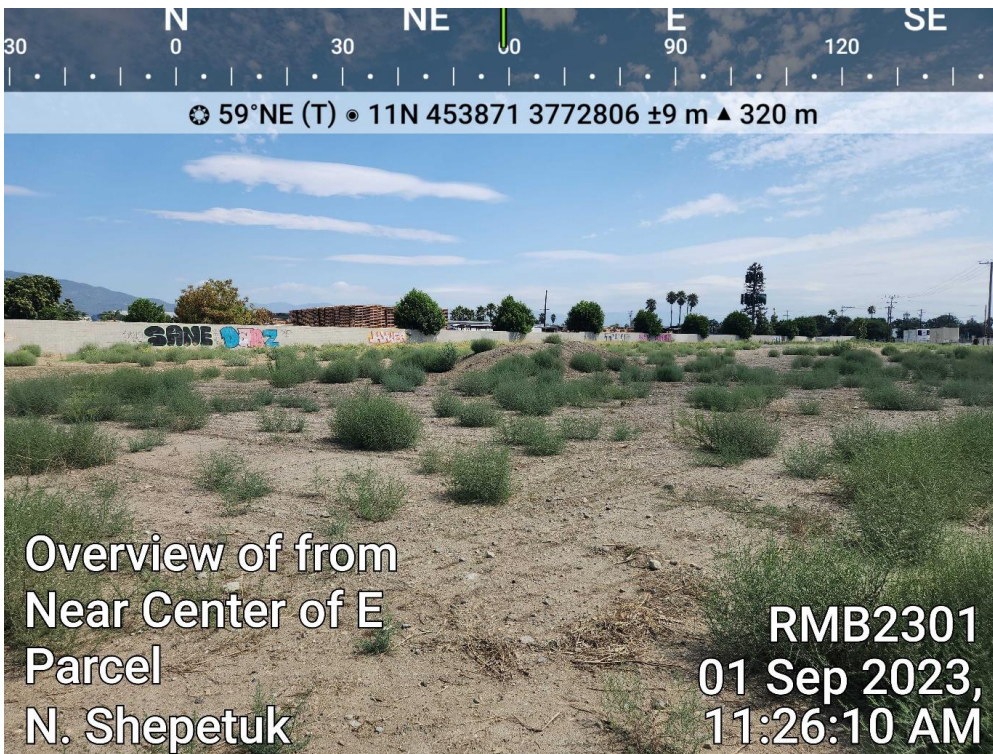 N NE E SE
30 0 30 60 90 120
59°NE (T) 11N 453871 3772806 ±9 m ▲ 320 m
SANE
Overview of from
Near Center of E
Parcel
N. Shepetuk
RMB2301
01 Sep 2023,
11:26:10 AM